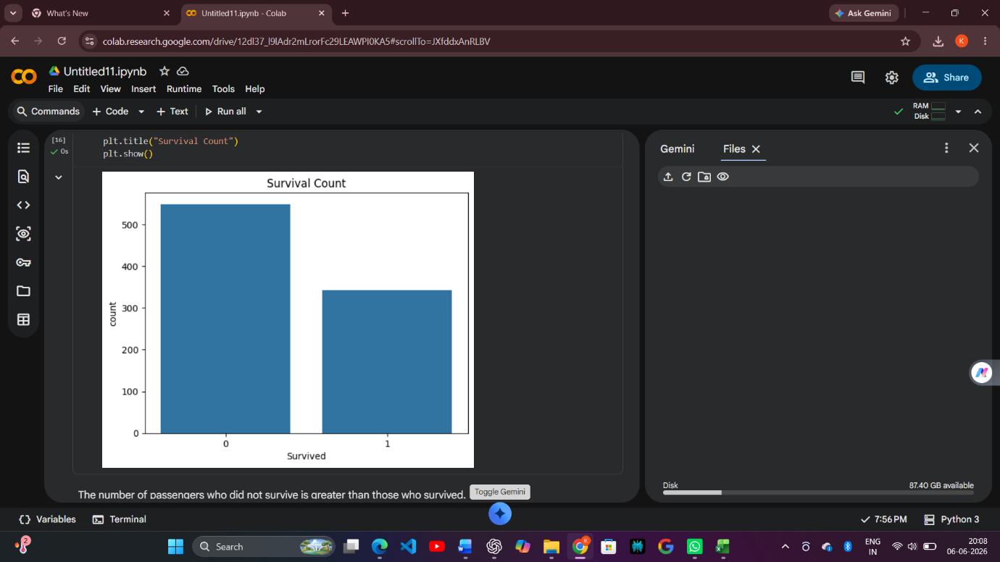 What's New
Untitled11.ipynb - Colab
Ask Gemini
colab.research.google.com/drive/12dl37_l9lAdr2mLrorFc29LEAWPl0KA5#scrollTo=JXfddxAnRLBV
K
Untitled11.ipynb
File Edit View Insert Runtime Tools Help
Share
Commands + Code + Text Run all
RAM
Disk
[16]
0s
plt.title("Survival Count")
plt.show()
Survival Count
500
400
300
200
100
0
count
0 1
Survived
The number of passengers who did not survive is greater than those who survived.
Toggle Gemini
Gemini
Files
Disk
87.40 GB available
Variables
Terminal
7:56 PM
Python 3
2
Search
K
ENG
IN
20:08
06-06-2026